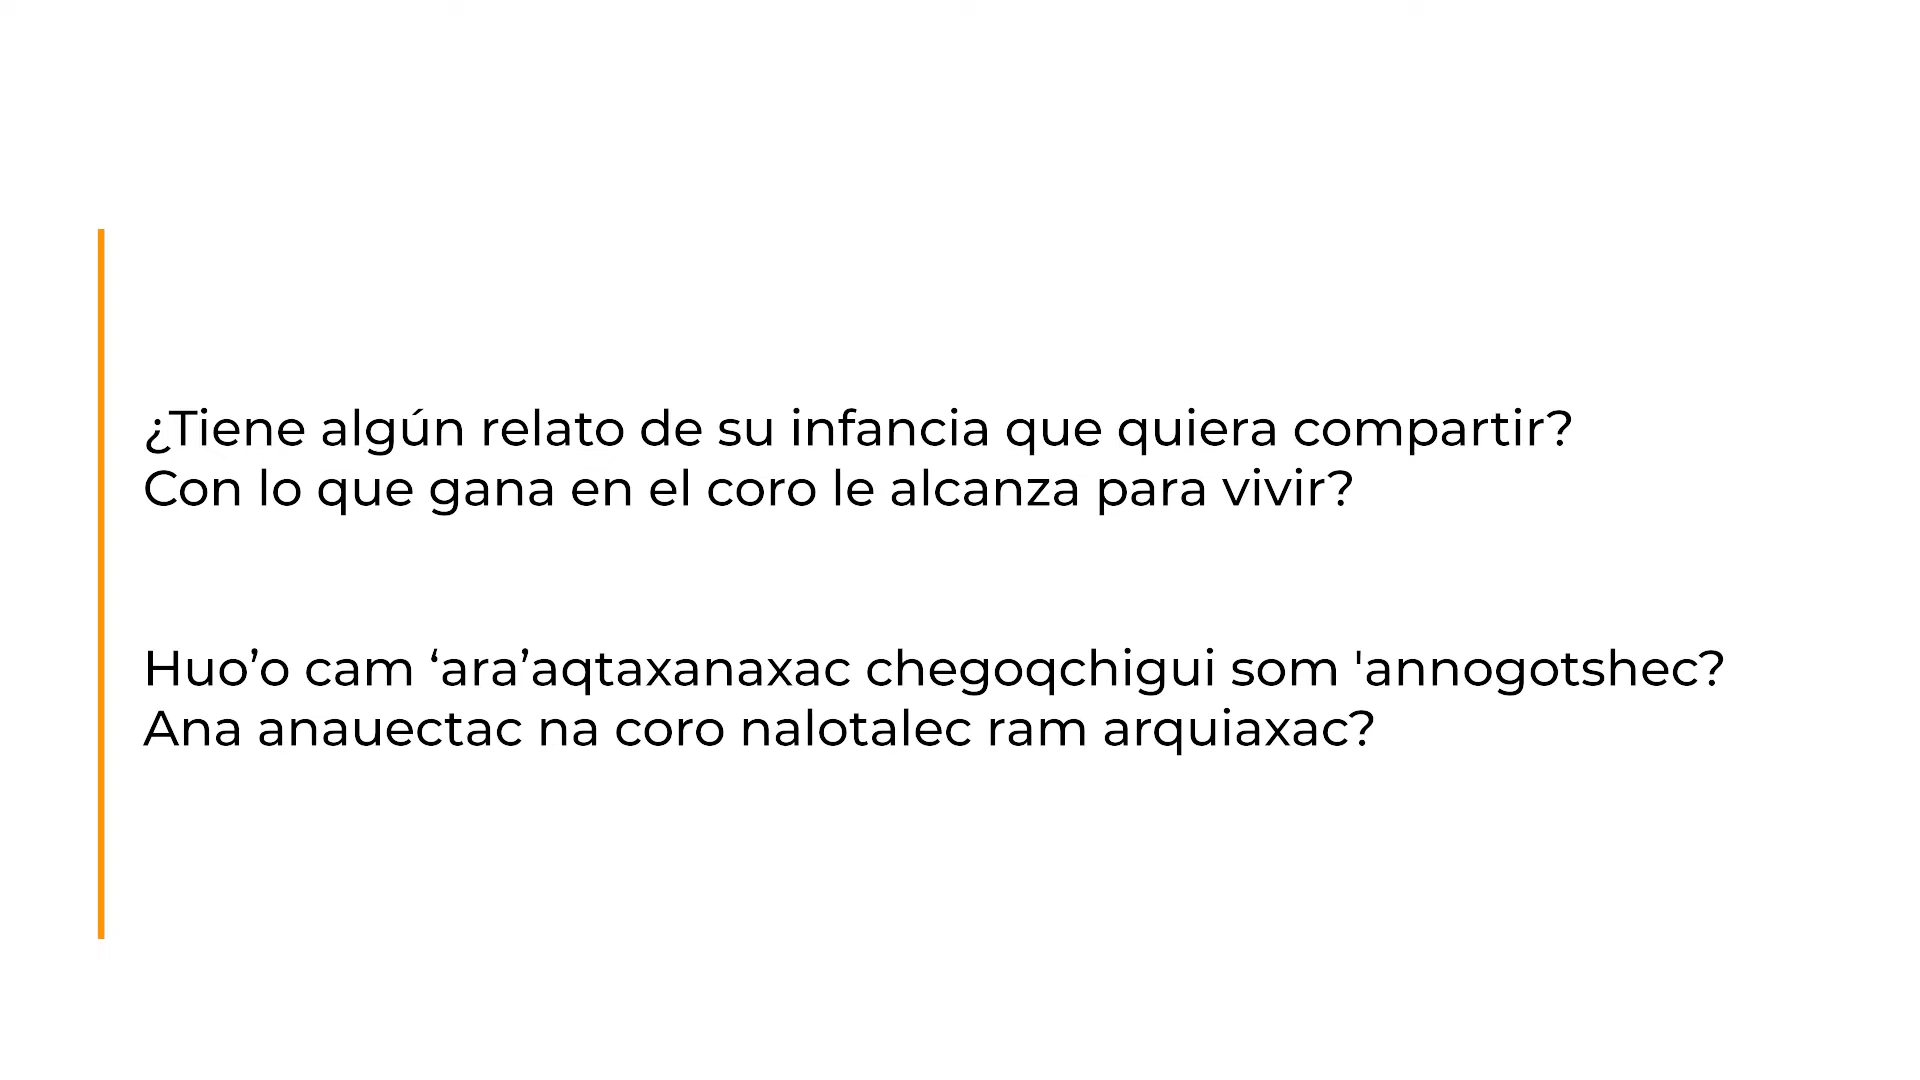 ¿Tiene algún relato de su infancia que quiera compartir?
Con lo que gana en el coro le alcanza para vivir?
Huo’o cam ‘ara’aqtaxanaxac chegoqchigui som 'annogotshec?
Ana anauectac na coro nalotalec ram arquiaxac?